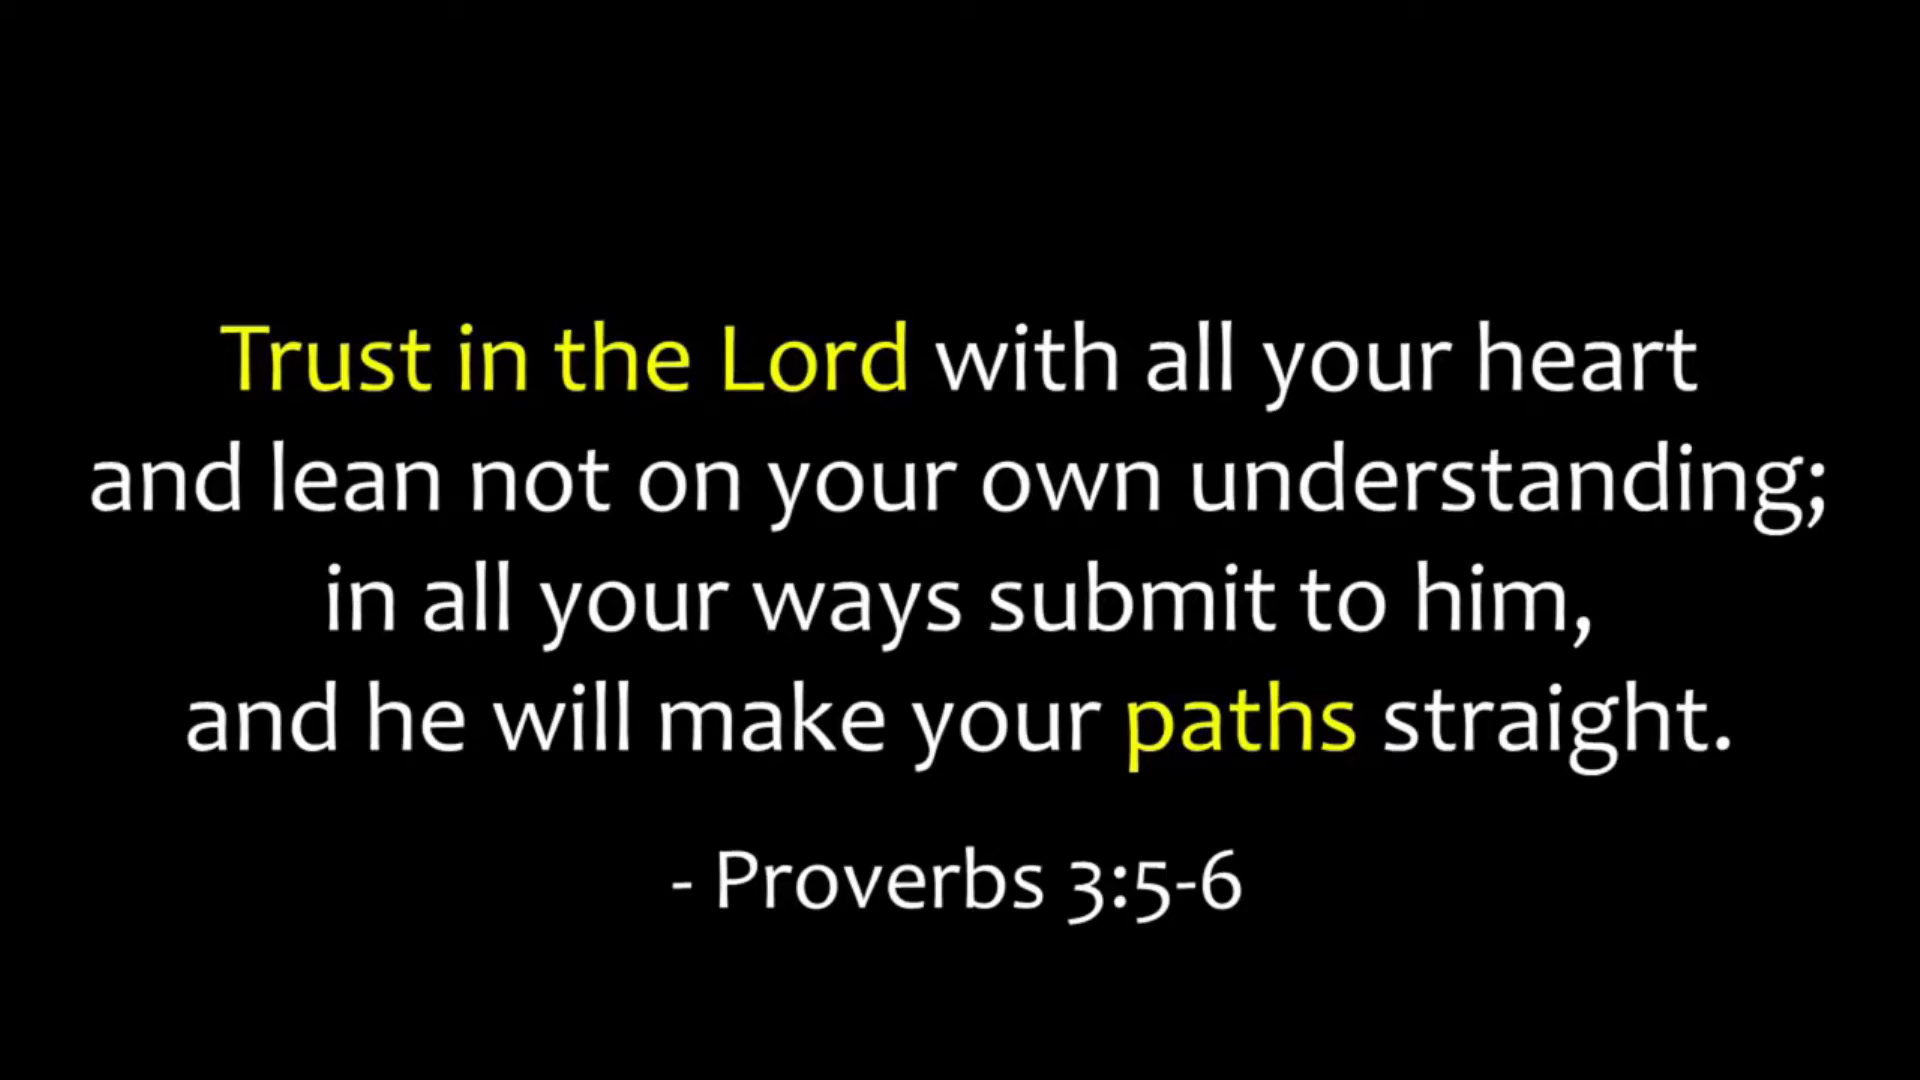 Trust in the Lord with all your heart
and lean not on your own understanding;
in all your ways submit to him,
and he will make your paths straight.
- Proverbs 3:5-6